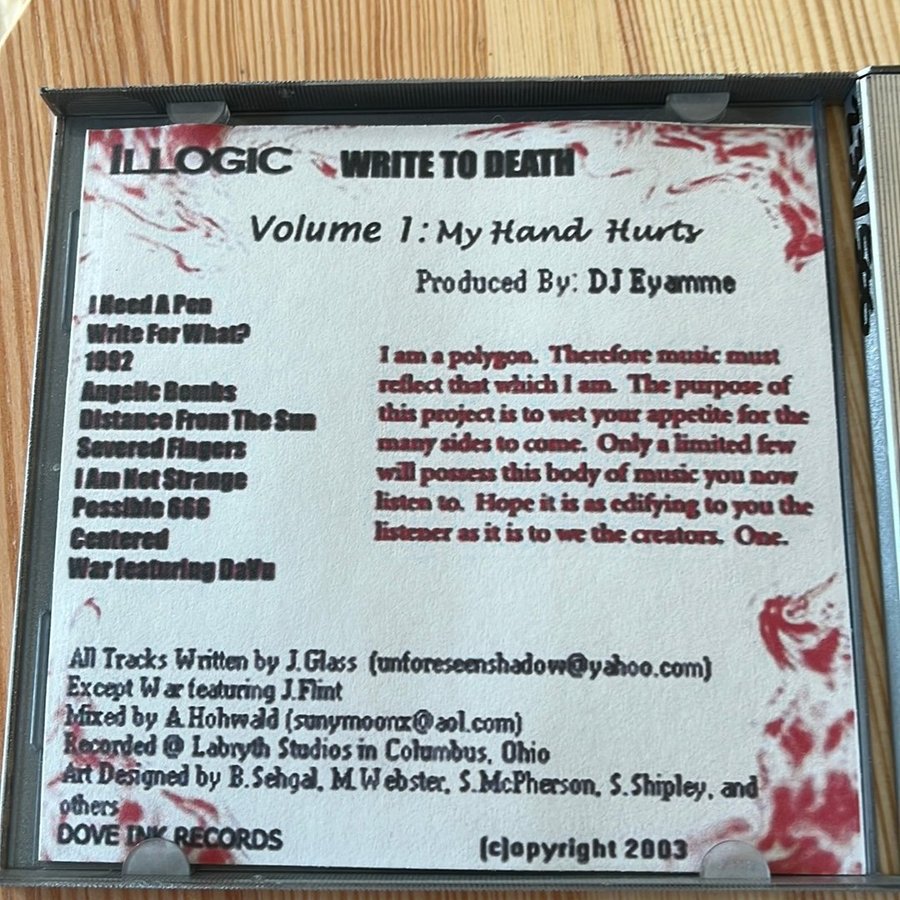 ILLOGIC WRITE TO DEATH
Volume 1: My Hand Hurts
Produced By: DJ Eyamme
I Need A Pen
Write For What?
1992
Angelic Bombs
Distance From The Sun
Severed Fingers
I Am Not Strange
Possible 666
Centered
War featuring DaVu
I am a polygon. Therefore music must
reflect that which I am. The purpose of
this project is to wet your appetite for the
many sides to come. Only a limited few
will possess this body of music you now
listen to. Hope it is as edifying to you the
listener as it is to we the creators. One.
All Tracks Written by J.Glass (unforeseenshadow@yahoo.com)
Except War featuring J.Flint
Mixed by A.Hohwald (sunymoonx@aol.com)
Recorded @ Labryth Studios in Columbus, Ohio
Art Designed by B.Sehgal, M.Webster, S.McPherson, S.Shipley, and
others
DOVE INK RECORDS
(c)opyright 2003